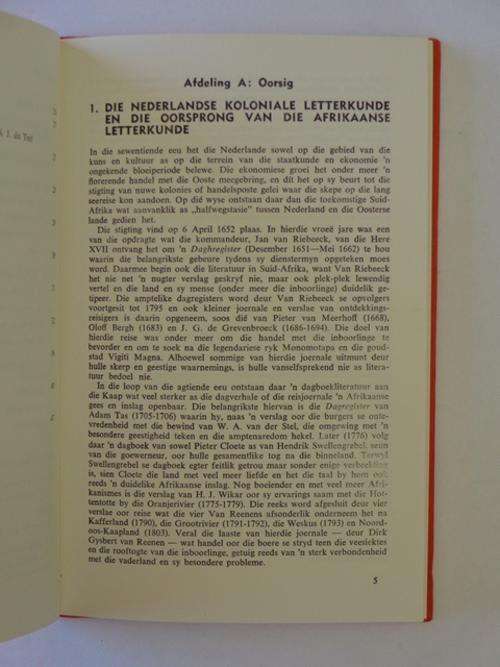 Afdeling A: Oorsig
1. DIE NEDERLANDSE KOLONIALE LETTERKUNDE
EN DIE OORSPRONG VAN DIE AFRIKAANSE
LETTERKUNDE
In die sewentiende eeu het die Nederlande sowel op die gebied van die
kuns en kultuur as op die terrein van die staatkunde en ekonomie 'n
ongekende bloeiperiode belewe. Die ekonomiese groei het onder meer 'n
florerende handel met die Ooste meegebring, en dit het op sy beurt tot die
stigting van nuwe kolonies of handelsposte gelei waar die skepe op die lang
seereise kon aandoen. Op dié wyse ontstaan daar dan die toekomstige Suid-
Afrika wat aanvanklik as „halfwegstasie” tussen Nederland en die Oosterse
lande gedien het.
Die stigting vind op 6 April 1652 plaas. In hierdie vroeë jare was een
van die opdragte wat die kommandeur, Jan van Riebeeck, van die Here
XVII ontvang het om 'n Daghregister (Desember 1651—Mei 1662) te hou
waarin die belangrikste gebeure tydens sy dienstermyn opgeteken moes
word. Daarmee begin ook die literatuur in Suid-Afrika, want Van Riebeeck
het nie net 'n nugter verslag geskryf nie, maar ook plek-plek lewendig
vertel en die land en sy mense (onder meer die inboorlinge) duidelik ge-
tipeer. Die amptelike dagregisters word deur Van Riebeeck se opvolgers
voortgesit tot 1795 en ook kleiner joernale en verslae van ontdekkings-
reisigers is daarin opgeneem, soos dié van Pieter van Meerhoff (1668),
Oloff Bergh (1683) en J. G. de Grevenbroeck (1686-1694). Die doel van
hierdie reise was onder meer om die handel met die inboorlinge te
bevorder en om te soek na die legendariese ryk Monomotapa en die goud-
stad Vigiti Magna. Alhoewel sommige van hierdie joernale uitmunt deur
hulle skerp en geestige waarnemings, is hulle vanselfsprekend nie as litera-
tuur bedoel nie.
In die loop van die agtiende eeu ontstaan daar 'n dagboekliteratuur aan
die Kaap wat veel sterker as die dagverhale of die reisjoernale 'n Afrikaanse
gees en inslag openbaar. Die belangrikste hiervan is die Dagregister van
Adam Tas (1705-1706) waarin hy, naas 'n verslag oor die burgers se onte-
vredenheid met die bewind van W. A. van der Stel, die omgewing met 'n
besondere geestigheid teken en die amptenaredom hekel. Later (1776) volg
daar 'n dagboek van sowel Pieter Cloete as van Hendrik Swellengrebel, seun
van die goewerneur, oor hulle gesamentlike tog na die binneland. Terwyl
Swellengrebel se dagboek egter feitlik getrou maar sonder enige verbeelding
is, sien Cloete die land met veel meer liefde en het die taal by hom ook
reeds 'n duidelike Afrikaanse inslag. Nog boeiender en met veel meer Afri-
kanismes is die verslag van H. J. Wikar oor sy ervarings saam met die Hot-
tentotte by die Oranjerivier (1775-1779). Die reeks word afgesluit deur vier
verslae oor reise wat die vier Van Reenens afsonderlik onderneem het na
Kafferland (1790), die Grootrivier (1791-1792), die Weskus (1793) en Noord-
oos-Kaapland (1803). Veral die laaste van hierdie joernale — deur Dirk
Gysbert van Reenen — wat handel oor die boere se stryd teen die veesiektes
en die rooftogte van die inboorlinge, getuig reeds van 'n sterk verbondenheid
met die vaderland en sy besondere probleme.
5